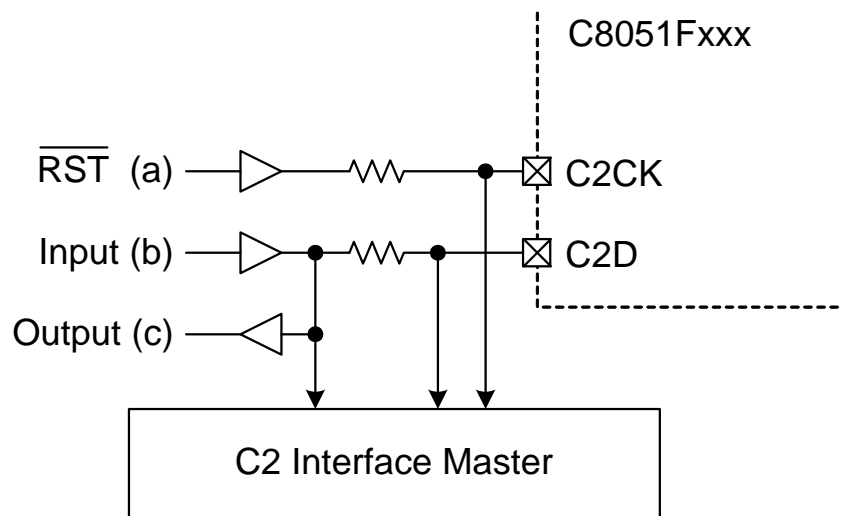 C8051Fxxx
RST (a)
C2CK
Input (b)
C2D
Output (c)
C2 Interface Master